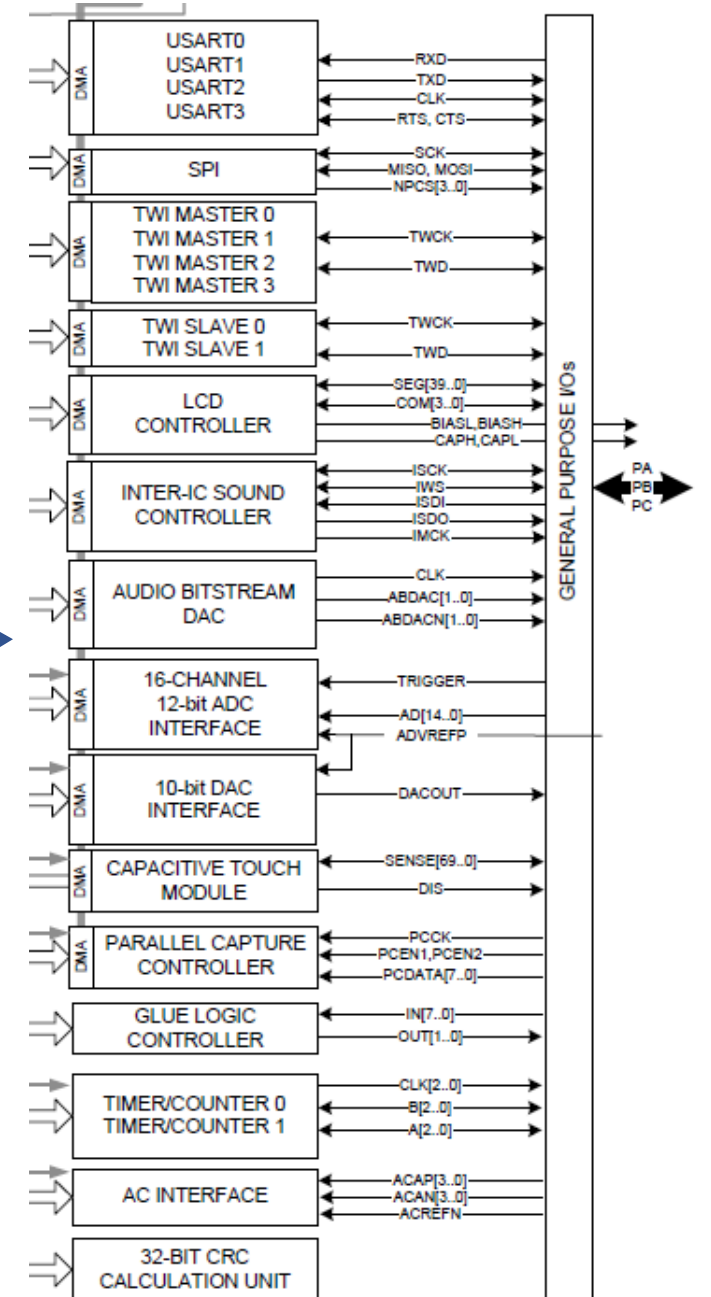 DMA
USART0
USART1
USART2
USART3
RXD
TXD
CLK
RTS, CTS
DMA
SPI
SCK
MISO, MOSI
NPCS[3..0]
DMA
TWI MASTER 0
TWI MASTER 1
TWI MASTER 2
TWI MASTER 3
TWCK
TWD
DMA
TWI SLAVE 0
TWI SLAVE 1
TWCK
TWD
DMA
LCD
CONTROLLER
SEG[39..0]
COM[3..0]
BIASL,BIASH
CAPH,CAPL
DMA
INTER-IC SOUND
CONTROLLER
ISCK
IWS
ISDI
ISDO
IMCK
DMA
AUDIO BITSTREAM
DAC
CLK
ABDAC[1..0]
ABDACN[1..0]
DMA
16-CHANNEL
12-bit ADC
INTERFACE
TRIGGER
AD[14..0]
ADVREFP
DMA
10-bit DAC
INTERFACE
DACOUT
DMA
CAPACITIVE TOUCH
MODULE
SENSE[69..0]
DIS
DMA
PARALLEL CAPTURE
CONTROLLER
PCCK
PCEN1,PCEN2
PCDATA[7..0]
GLUE LOGIC
CONTROLLER
IN[7..0]
OUT[1..0]
TIMER/COUNTER 0
TIMER/COUNTER 1
CLK[2..0]
B[2..0]
A[2..0]
AC INTERFACE
ACAP[3..0]
ACAN[3..0]
ACREFN
32-BIT CRC
CALCULATION UNIT
GENERAL PURPOSE I/Os
PA
PB
PC